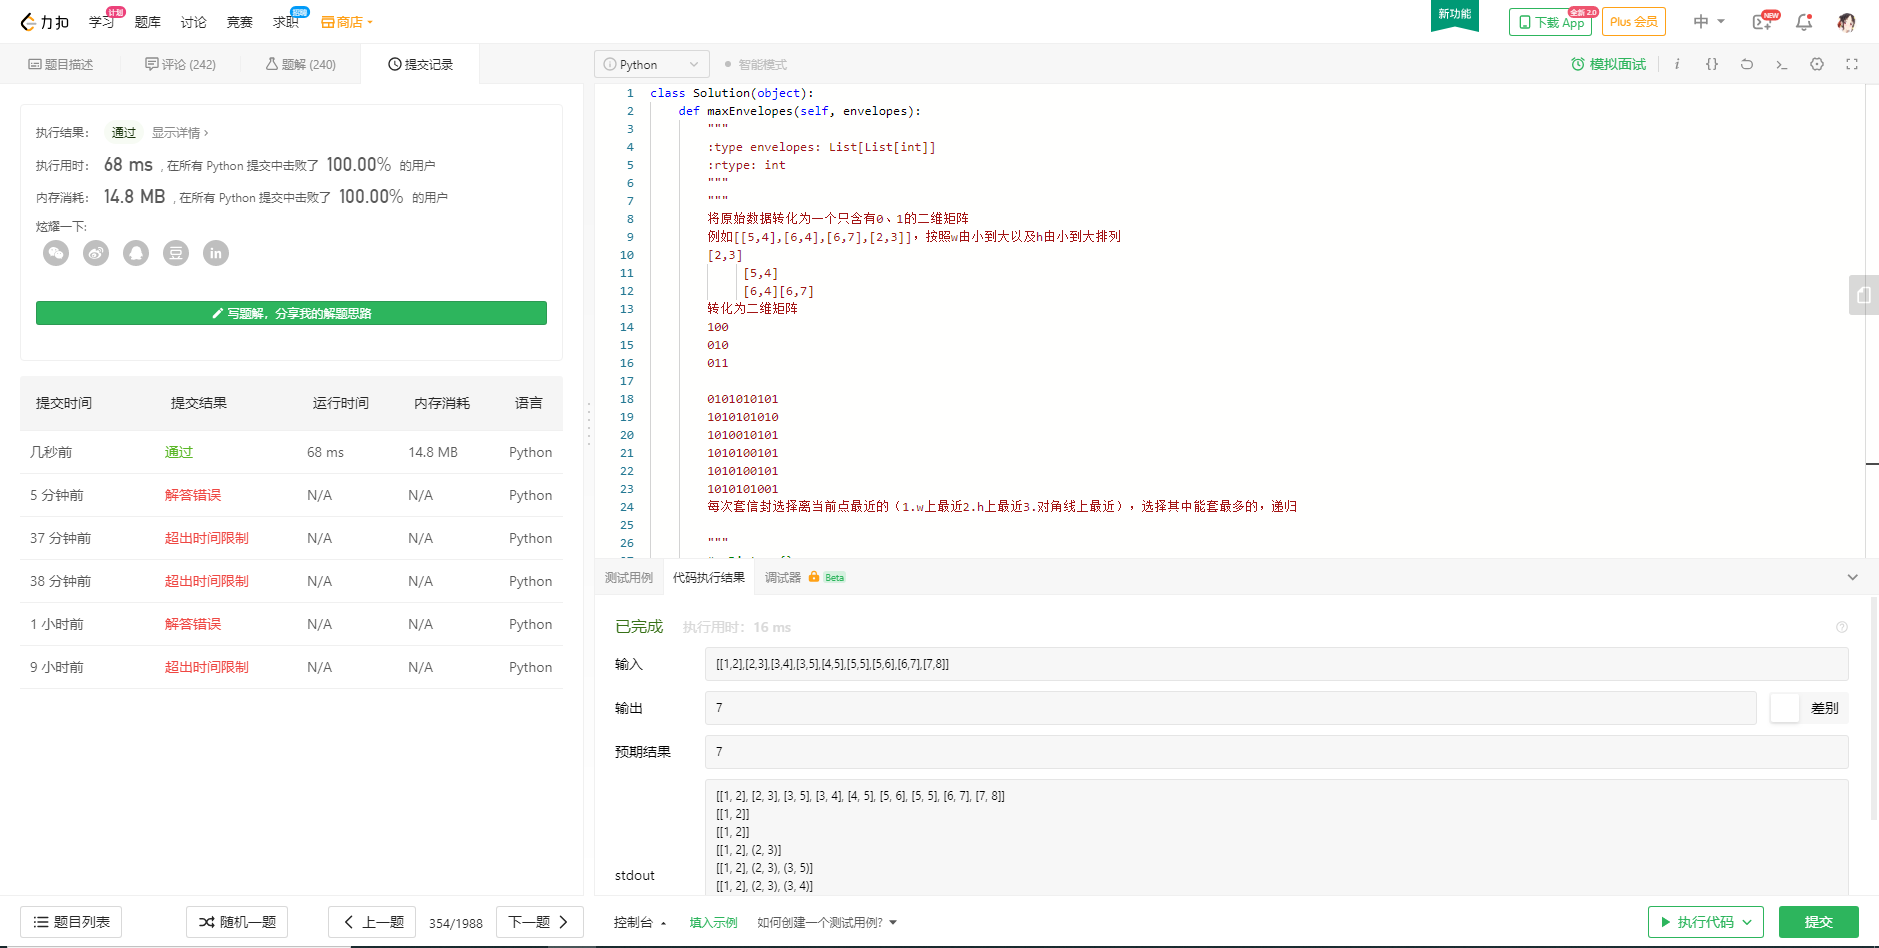 力扣 学习 计划 题库 讨论 竞赛 求职 招聘 商店 新功能 下载 App 全新 2.0 Plus 会员 中 NEW
题目描述 评论 (242) 题解 (240) 提交记录
执行结果: 通过 显示详情 ›
执行用时: 68 ms , 在所有 Python 提交中击败了 100.00% 的用户
内存消耗: 14.8 MB , 在所有 Python 提交中击败了 100.00% 的用户
炫耀一下:
豆 in
写题解，分享我的解题思路
提交时间 提交结果 运行时间 内存消耗 语言
几秒前 通过 68 ms 14.8 MB Python
5 分钟前 解答错误 N/A N/A Python
37 分钟前 超出时间限制 N/A N/A Python
38 分钟前 超出时间限制 N/A N/A Python
1 小时前 解答错误 N/A N/A Python
9 小时前 超出时间限制 N/A N/A Python
题目列表 随机一题 上一题 354/1988 下一题
Python 智能模式 模拟面试 i {}
1 class Solution(object):
2 def maxEnvelopes(self, envelopes):
3 """
4 :type envelopes: List[List[int]]
5 :rtype: int
6 """
7 """
8 将原始数据转化为一个只含有0、1的二维矩阵
9 例如[[5,4],[6,4],[6,7],[2,3]]，按照w由小到大以及h由小到大排列
10 [2,3]
11 [5,4]
12 [6,4][6,7]
13 转化为二维矩阵
14 100
15 010
16 011
17
18 0101010101
19 1010101010
20 1010010101
21 1010100101
22 1010100101
23 1010101001
24 每次套信封选择离当前点最近的（1.w上最近2.h上最近3.对角线上最近），选择其中能套最多的，递归
25
26 """
测试用例 代码执行结果 调试器 Beta
已完成 执行用时: 16 ms
输入 [[1,2],[2,3],[3,4],[3,5],[4,5],[5,5],[5,6],[6,7],[7,8]]
输出 7 差别
预期结果 7
stdout
[[1, 2], [2, 3], [3, 5], [3, 4], [4, 5], [5, 6], [5, 5], [6, 7], [7, 8]]
[[1, 2]]
[[1, 2]]
[[1, 2], (2, 3)]
[[1, 2], (2, 3), (3, 5)]
[[1, 2], (2, 3), (3, 4)]
控制台 填入示例 如何创建一个测试用例? 执行代码 提交